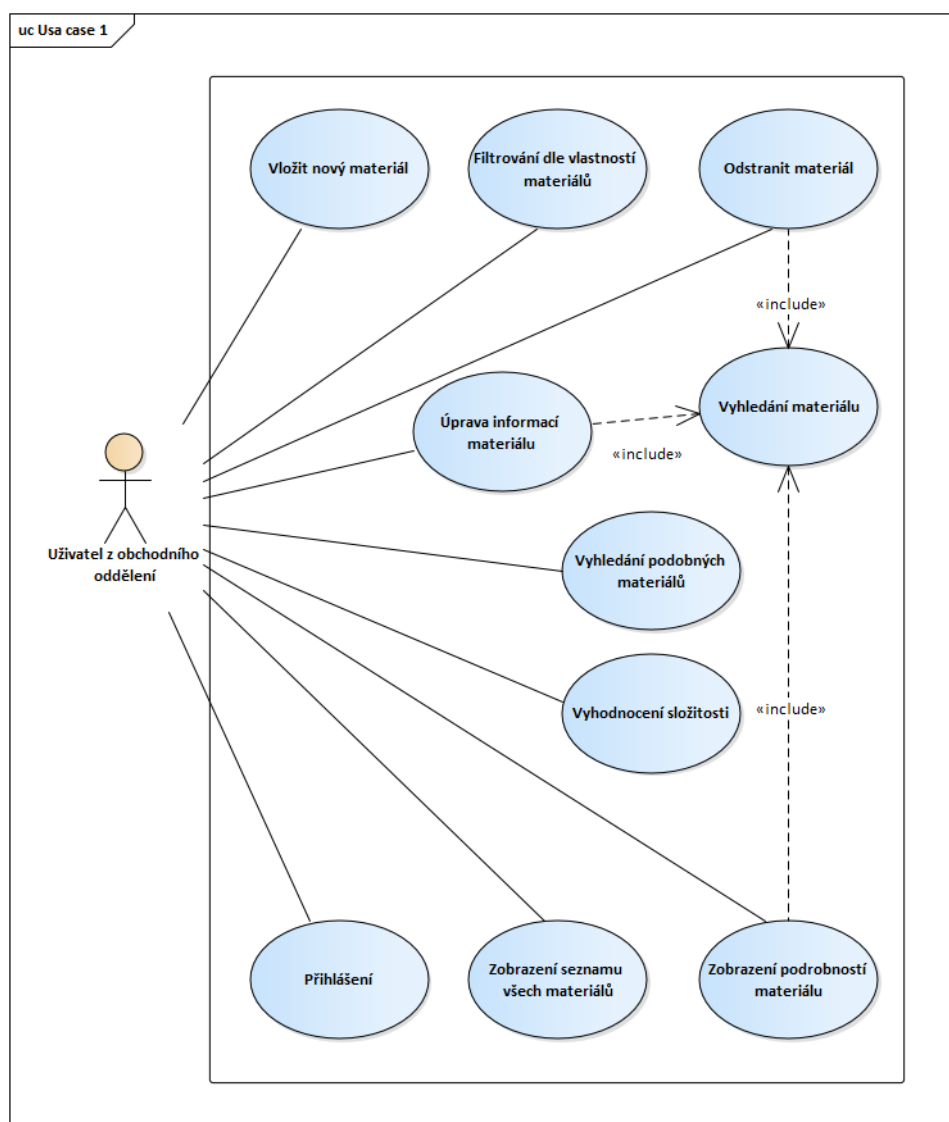 uc Usa case 1
Vložit nový materiál
Filtrování dle vlastností
materiálů
Odstranit materiál
«include»
Úprava informací
materiálu
Vyhledání materiálu
«include»
Uživatel z obchodního
oddělení
Vyhledání podobných
materiálů
Vyhodnocení složitosti
«include»
Přihlášení
Zobrazení seznamu
všech materiálů
Zobrazení podrobností
materiálu